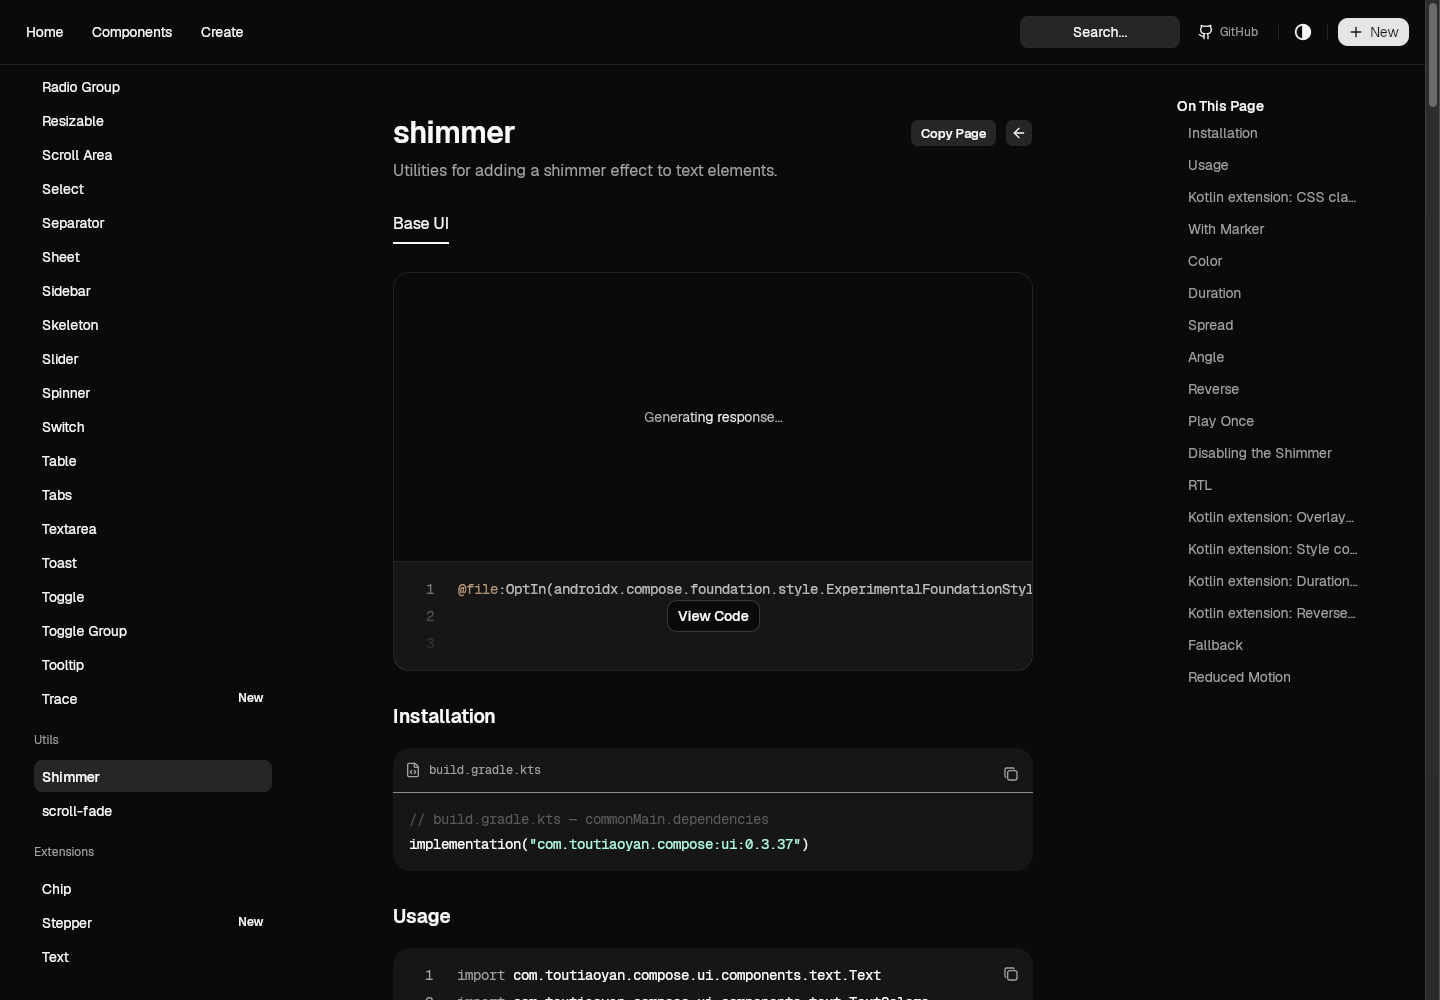 Home
Components
Create
Search...
GitHub
New
Radio Group
Resizable
Scroll Area
Select
Separator
Sheet
Sidebar
Skeleton
Slider
Spinner
Switch
Table
Tabs
Textarea
Toast
Toggle
Toggle Group
Tooltip
Trace New
Utils
Shimmer
scroll-fade
Extensions
Chip
Stepper New
Text
shimmer
Copy Page
Utilities for adding a shimmer effect to text elements.
Base UI
Generating response...
1 @file:OptIn(androidx.compose.foundation.style.ExperimentalFoundationStyl
2
View Code
3
Installation
build.gradle.kts
// build.gradle.kts — commonMain.dependencies
implementation("com.toutiaoyan.compose:ui:0.3.37")
Usage
1 import com.toutiaoyan.compose.ui.components.text.Text
On This Page
Installation
Usage
Kotlin extension: CSS cla...
With Marker
Color
Duration
Spread
Angle
Reverse
Play Once
Disabling the Shimmer
RTL
Kotlin extension: Overlay...
Kotlin extension: Style co...
Kotlin extension: Duration...
Kotlin extension: Reverse...
Fallback
Reduced Motion